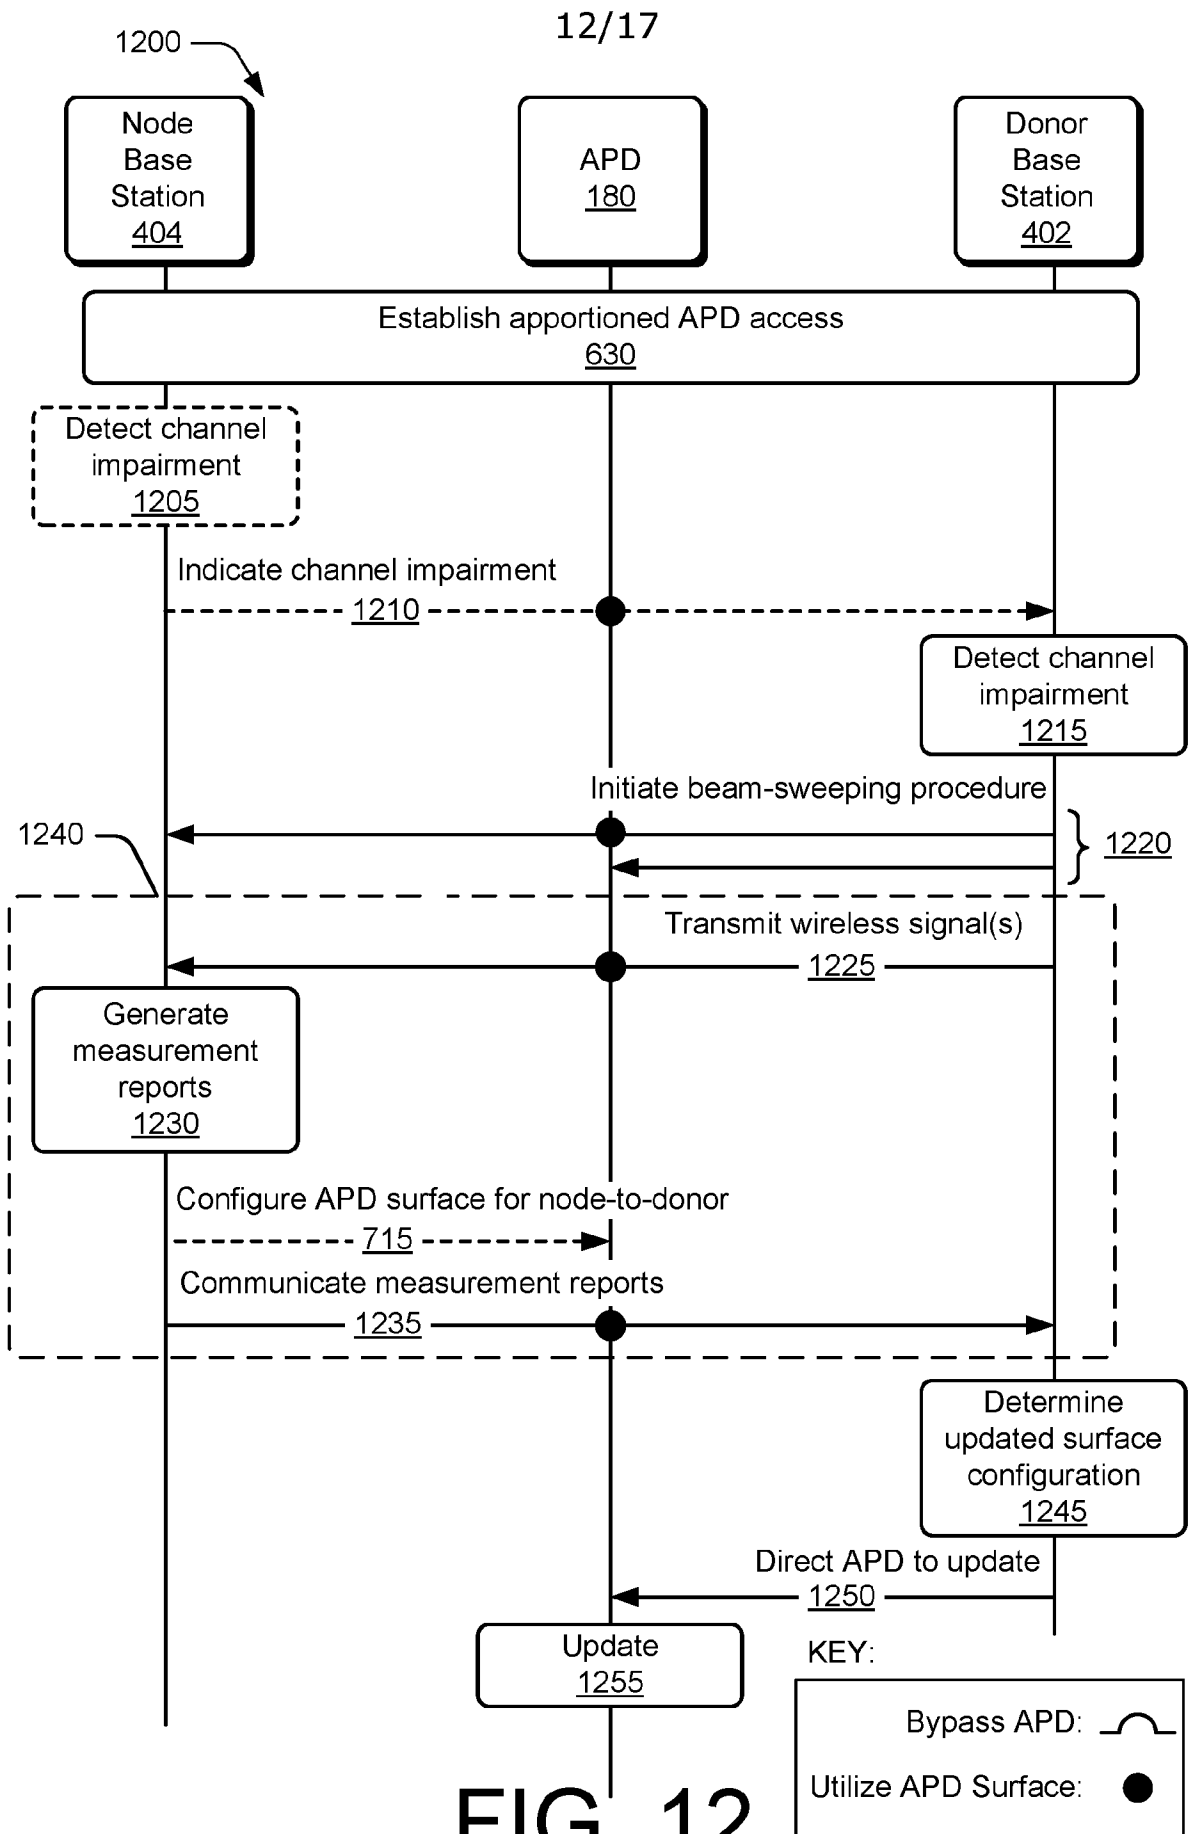 12/17
1200
Node
Base
Station
404
APD
180
Donor
Base
Station
402
Establish apportioned APD access
630
Detect channel
impairment
1205
Indicate channel impairment
1210
Detect channel
impairment
1215
Initiate beam-sweeping procedure
1220
1240
Transmit wireless signal(s)
1225
Generate
measurement
reports
1230
Configure APD surface for node-to-donor
715
Communicate measurement reports
1235
Determine
updated surface
configuration
1245
Direct APD to update
1250
Update
1255
KEY:
Bypass APD:
Utilize APD Surface:
FIG. 12